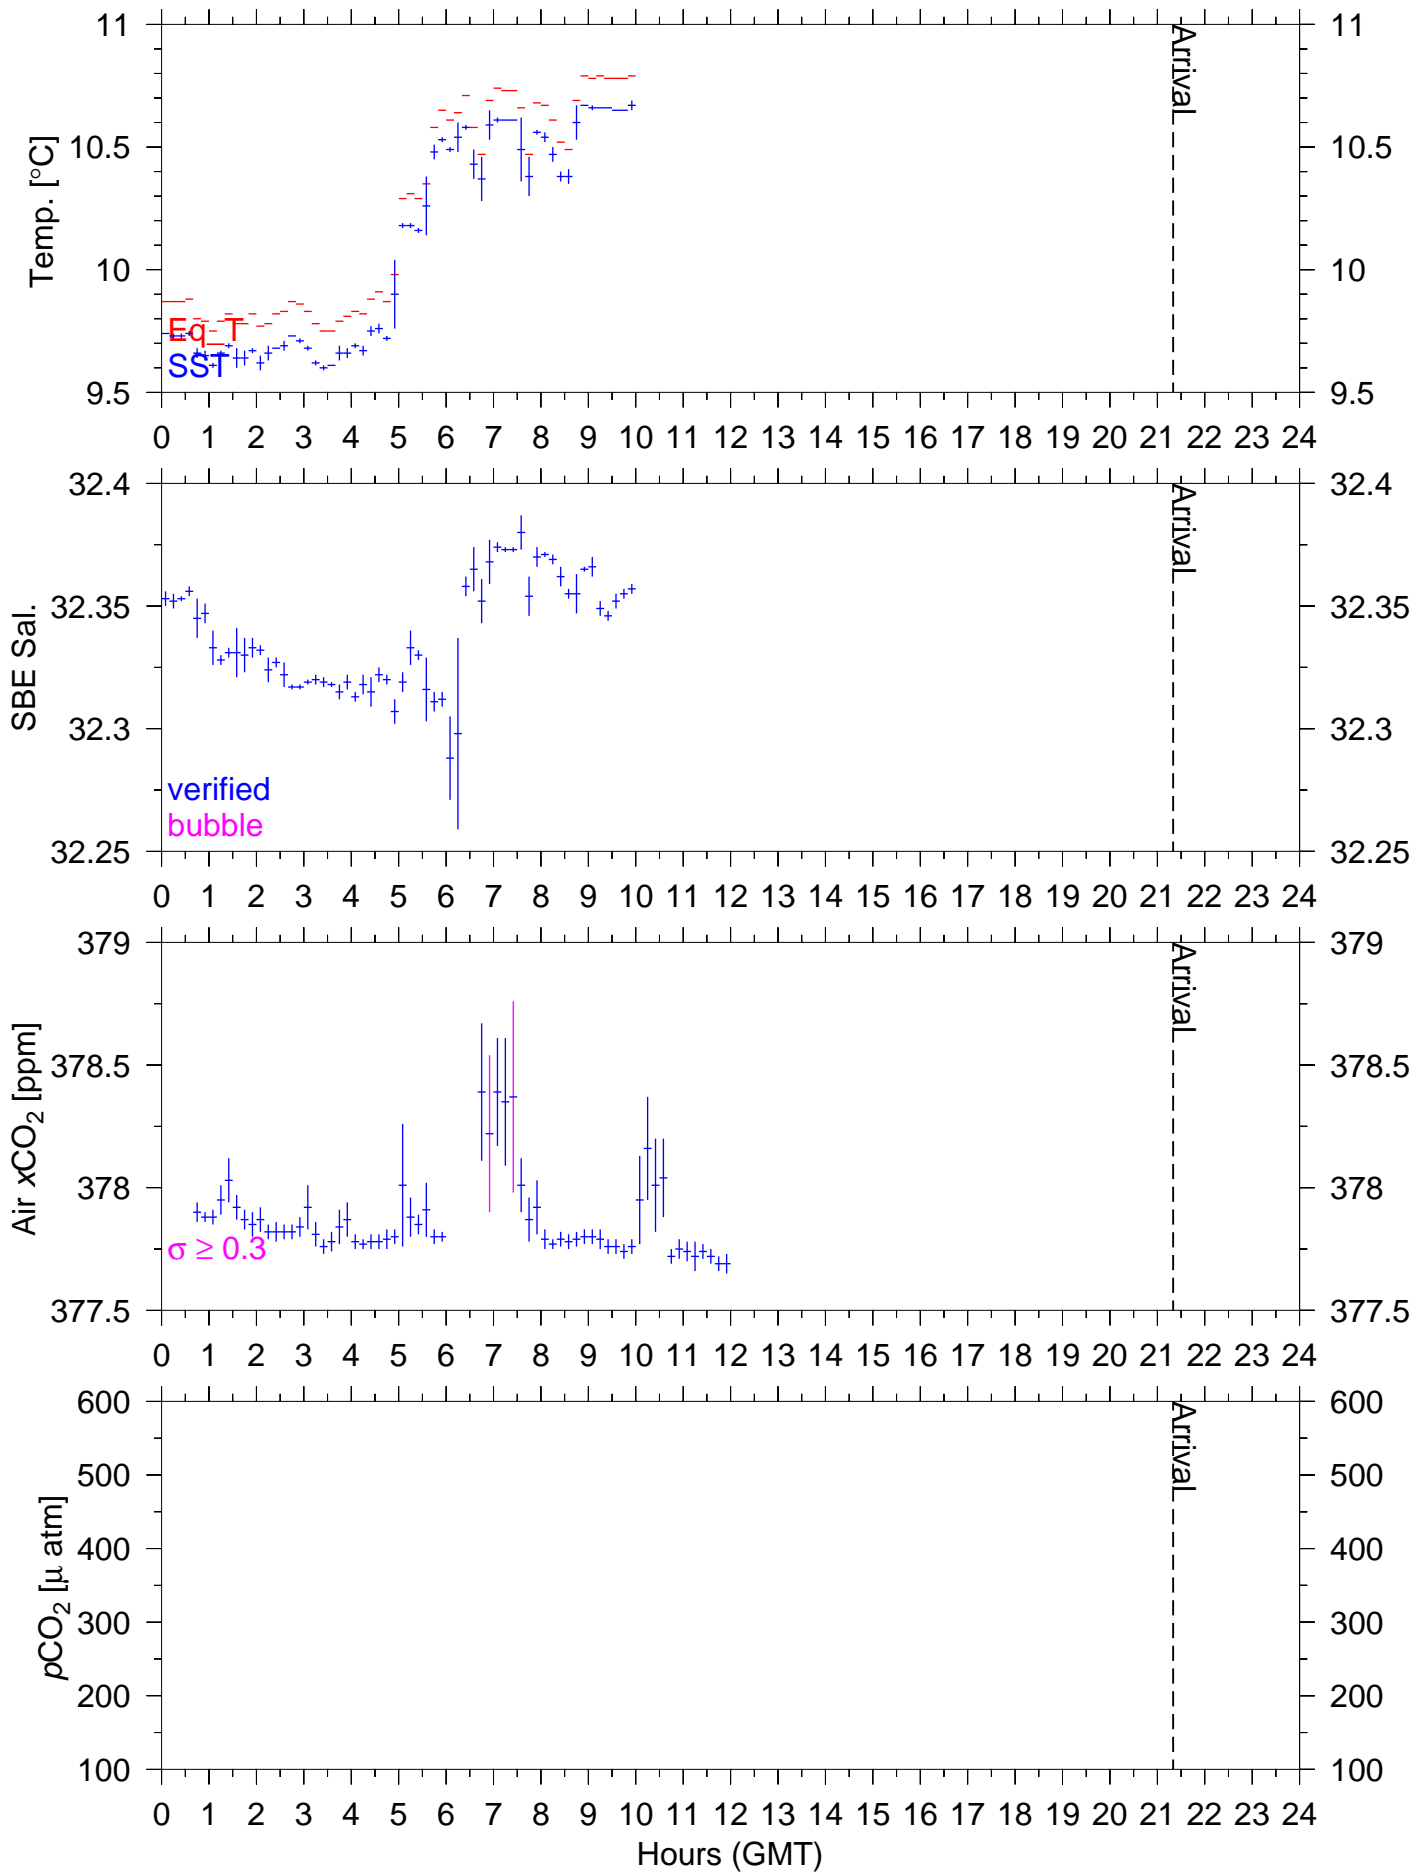 11 11
10.5 10.5
10 10
9.5 9.5
Temp. [°C]
Eq_T
SST
Arrival
0 1 2 3 4 5 6 7 8 9 10 11 12 13 14 15 16 17 18 19 20 21 22 23 24
32.4 32.4
32.35 32.35
32.3 32.3
32.25 32.25
SBE Sal.
verified
bubble
Arrival
0 1 2 3 4 5 6 7 8 9 10 11 12 13 14 15 16 17 18 19 20 21 22 23 24
379 379
378.5 378.5
378 378
377.5 377.5
Air xCO₂ [ppm]
σ ≥ 0.3
Arrival
0 1 2 3 4 5 6 7 8 9 10 11 12 13 14 15 16 17 18 19 20 21 22 23 24
600 600
500 500
400 400
300 300
200 200
100 100
pCO₂ [μ atm]
Arrival
0 1 2 3 4 5 6 7 8 9 10 11 12 13 14 15 16 17 18 19 20 21 22 23 24
Hours (GMT)